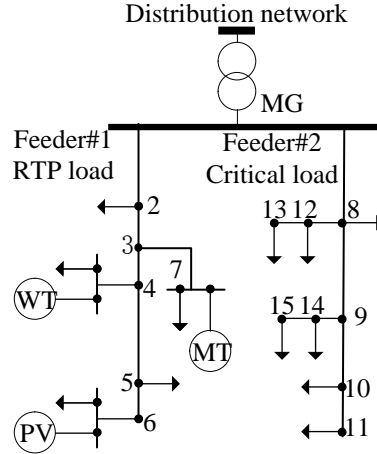 Distribution network
MG
Feeder#1
RTP load
Feeder#2
Critical load
2
3
7
4
WT
MT
5
6
PV
13 12 8
15 14 9
10
11